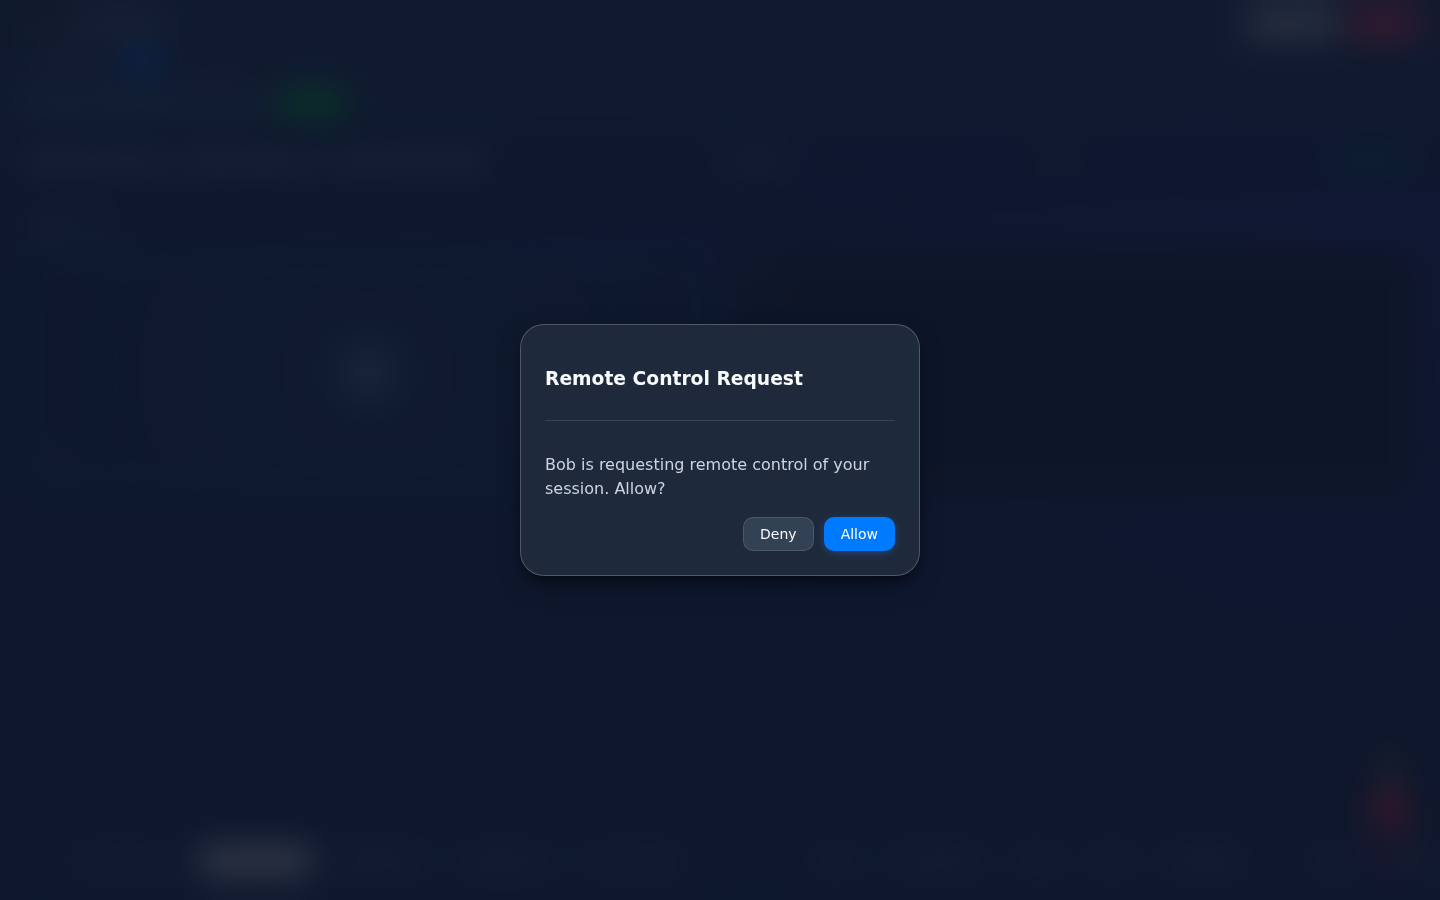 Remote Control Request
Bob is requesting remote control of your
session. Allow?
Deny
Allow